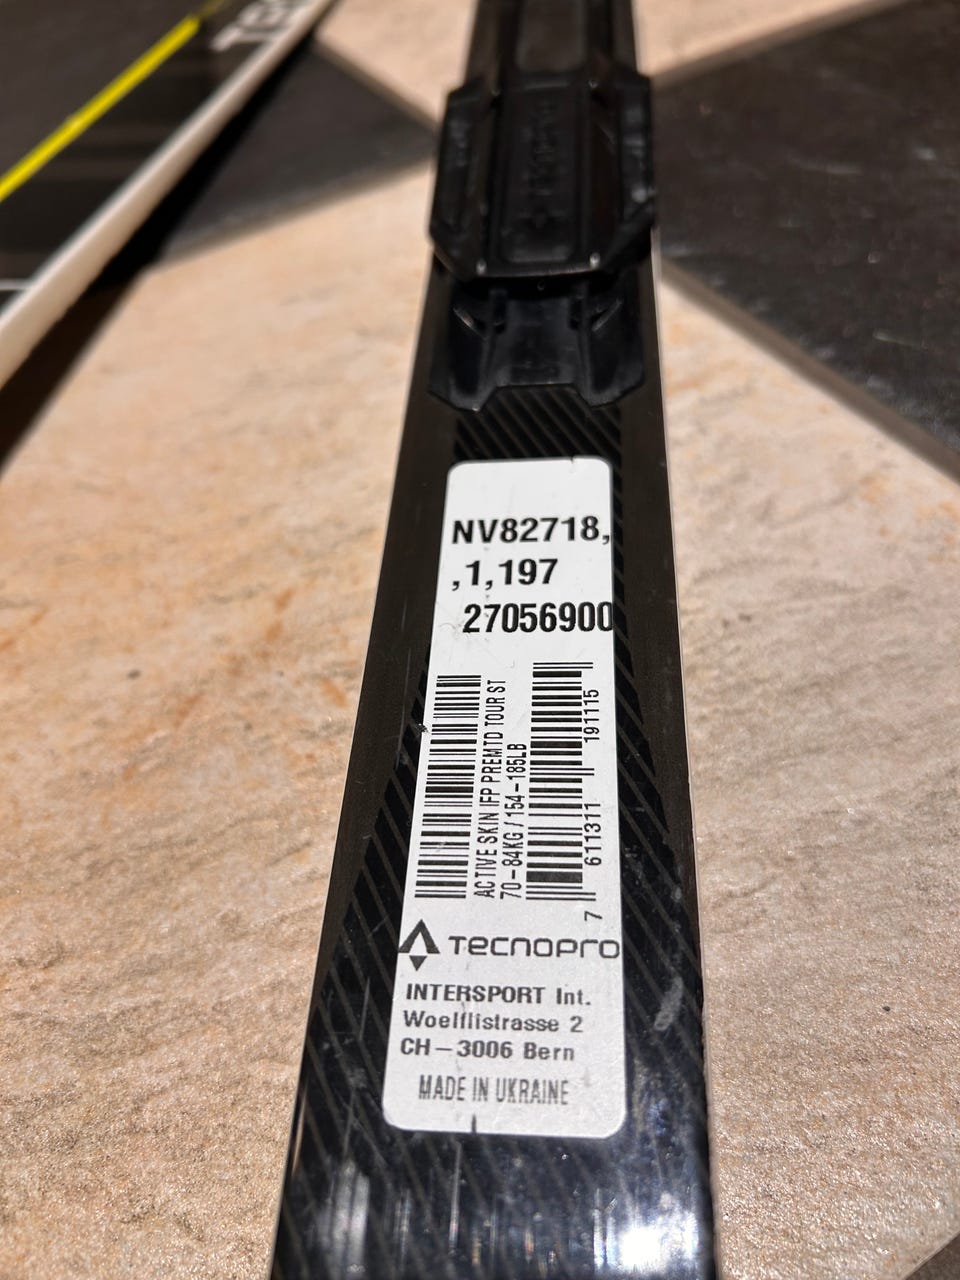 NV82718,
,1,197
27056900
ACTIVE SKIN IFP PREMTD TOUR ST
70-84KG / 154-185LB
7 611311 191115
TECNOPRO
INTERSPORT Int.
Woelflistrasse 2
CH-3006 Bern
MADE IN UKRAINE